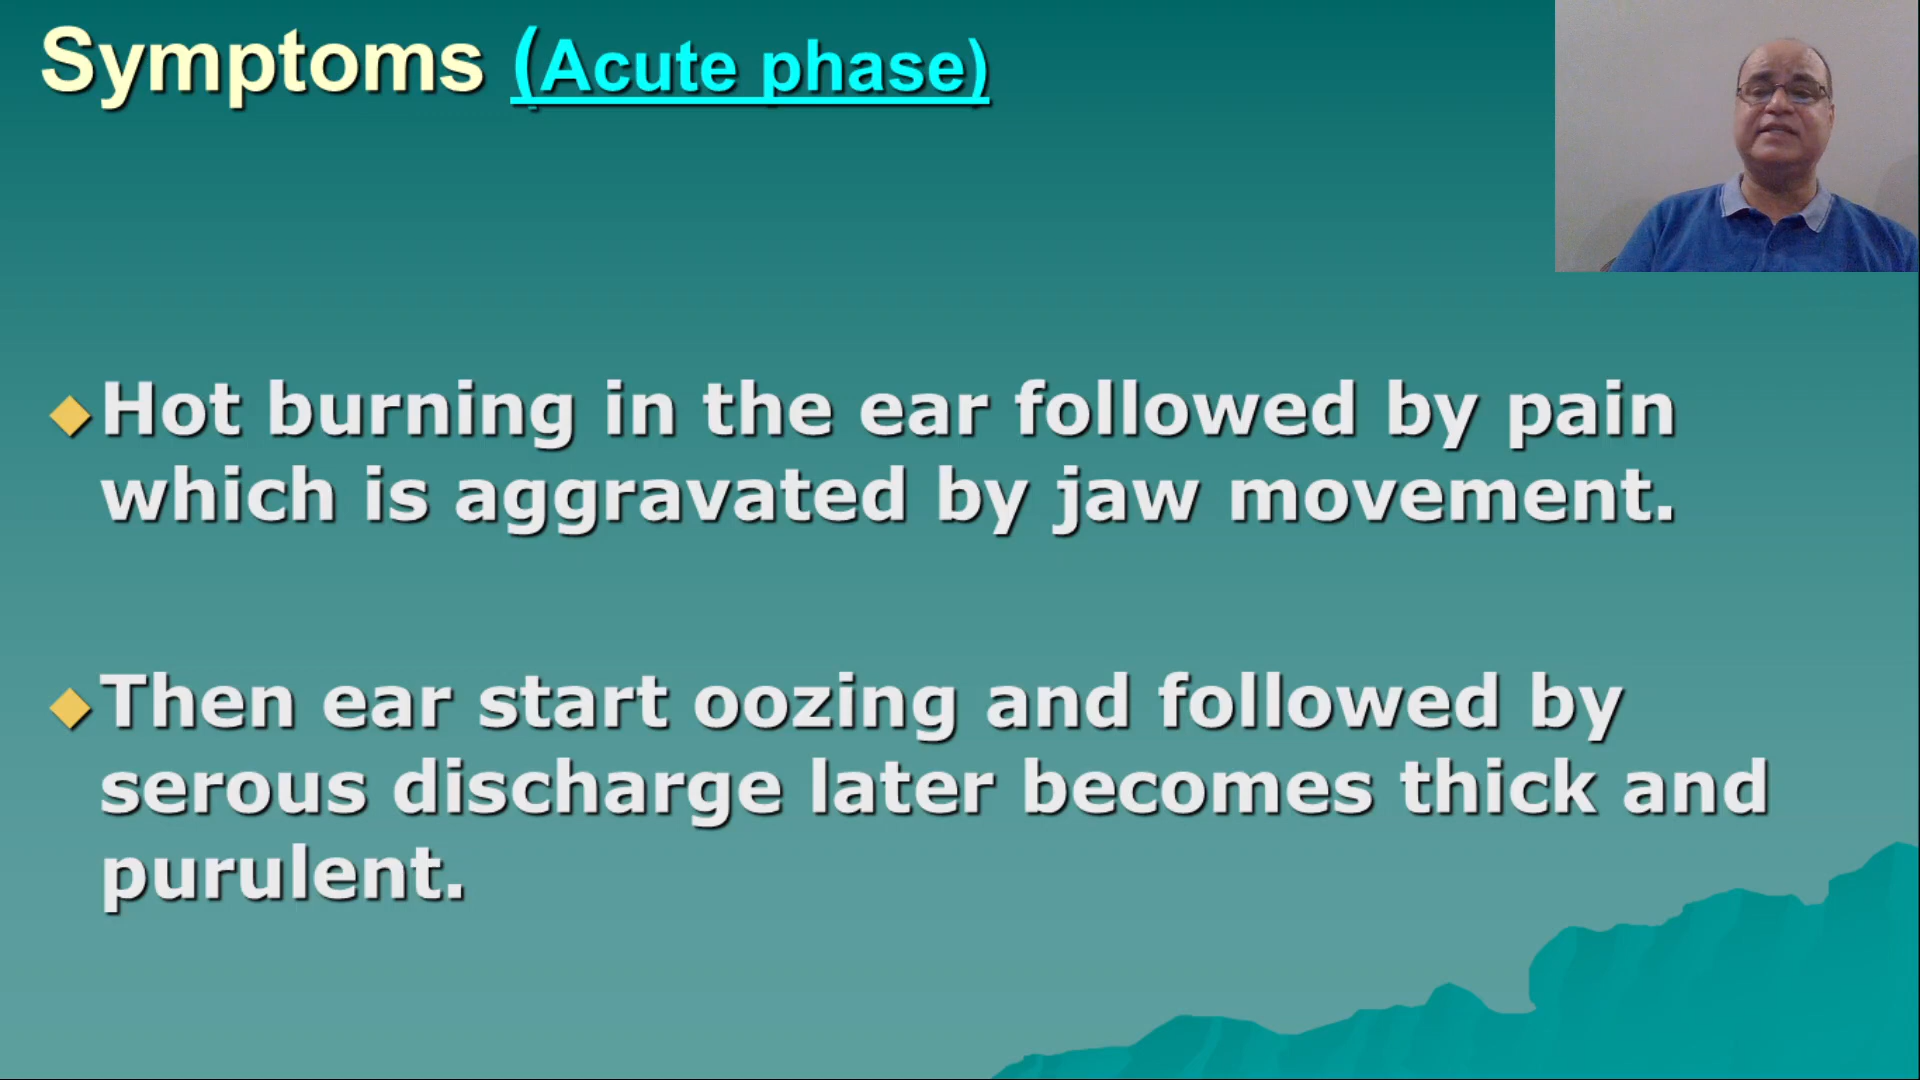 Symptoms (Acute phase)
Hot burning in the ear followed by pain
which is aggravated by jaw movement.
Then ear start oozing and followed by
serous discharge later becomes thick and
purulent.